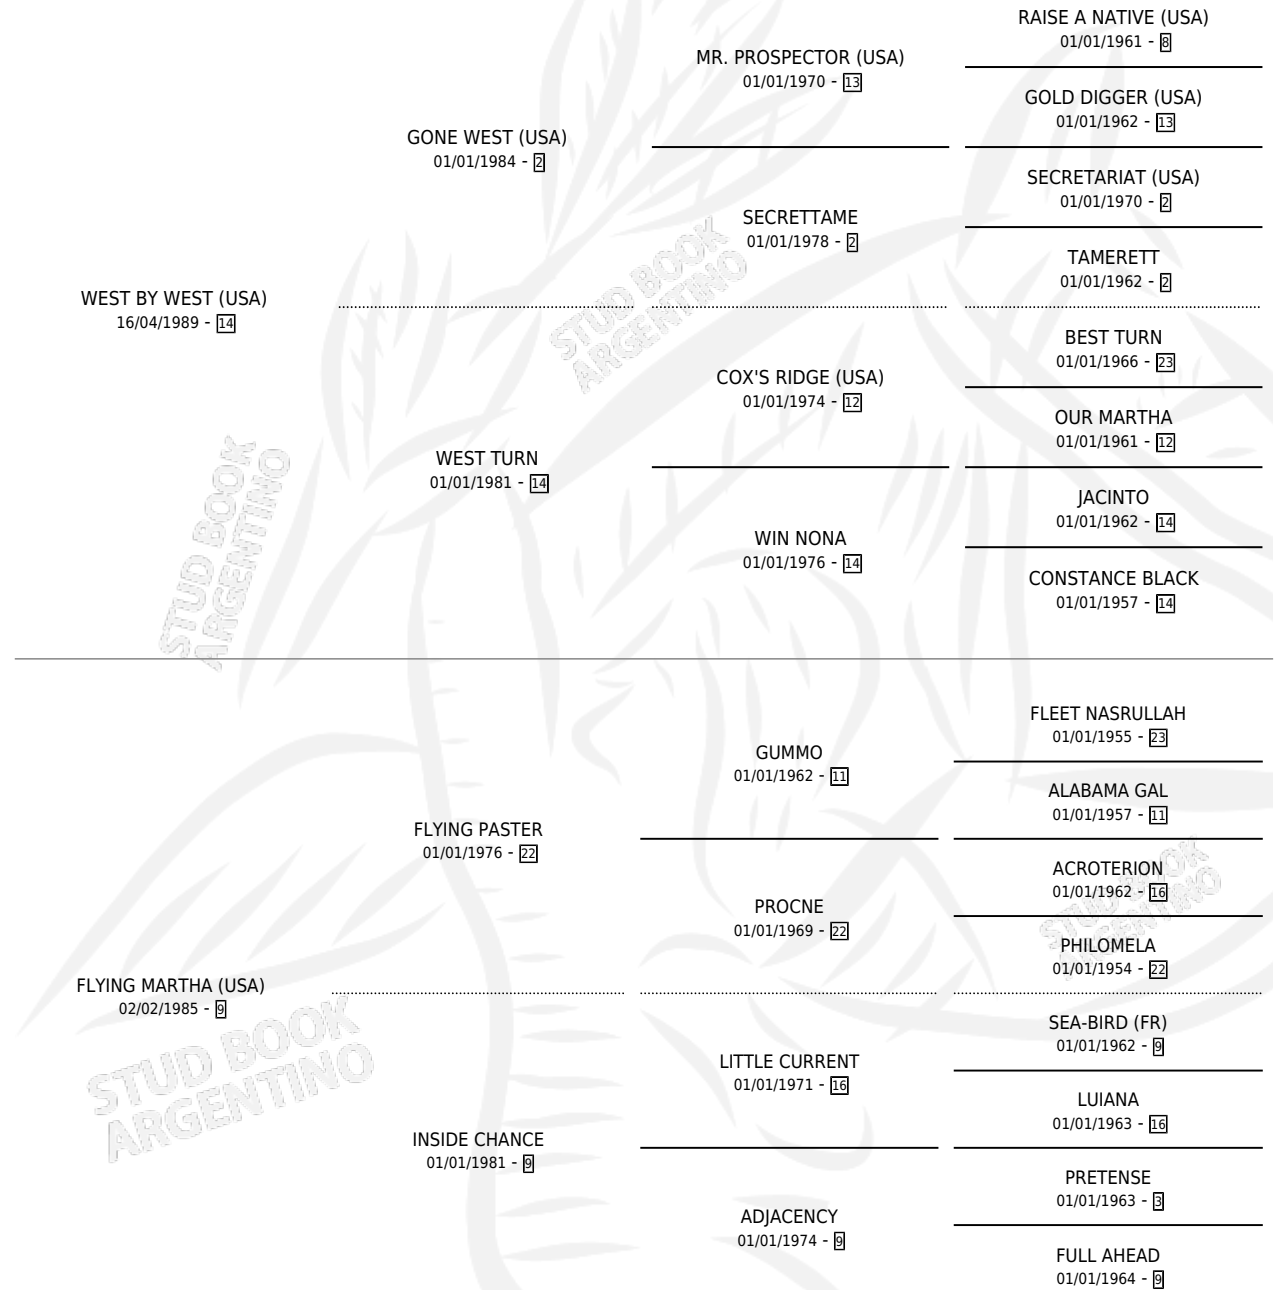 RAISE A NATIVE (USA)
01/01/1961 - 8
MR. PROSPECTOR (USA)
01/01/1970 - 13
GOLD DIGGER (USA)
01/01/1962 - 13
GONE WEST (USA)
01/01/1984 - 2
SECRETARIAT (USA)
01/01/1970 - 2
SECRETTAME
01/01/1978 - 2
TAMERETT
01/01/1962 - 2
WEST BY WEST (USA)
16/04/1989 - 14
BEST TURN
01/01/1966 - 23
COX'S RIDGE (USA)
01/01/1974 - 12
OUR MARTHA
01/01/1961 - 12
WEST TURN
01/01/1981 - 14
JACINTO
01/01/1962 - 14
WIN NONA
01/01/1976 - 14
CONSTANCE BLACK
01/01/1957 - 14
FLEET NASRULLAH
01/01/1955 - 23
GUMMO
01/01/1962 - 11
ALABAMA GAL
01/01/1957 - 11
FLYING PASTER
01/01/1976 - 22
ACROTERION
01/01/1962 - 16
PROCNE
01/01/1969 - 22
PHILOMELA
01/01/1954 - 22
FLYING MARTHA (USA)
02/02/1985 - 9
SEA-BIRD (FR)
01/01/1962 - 9
LITTLE CURRENT
01/01/1971 - 16
LUIANA
01/01/1963 - 16
INSIDE CHANCE
01/01/1981 - 9
PRETENSE
01/01/1963 - 3
ADJACENCY
01/01/1974 - 9
FULL AHEAD
01/01/1964 - 9
STUD BOOK
ARGENTINO
STUD BOOK
ARGENTINO
STUD BOOK
ARGENTINO
STUD BOOK
ARGENTINO